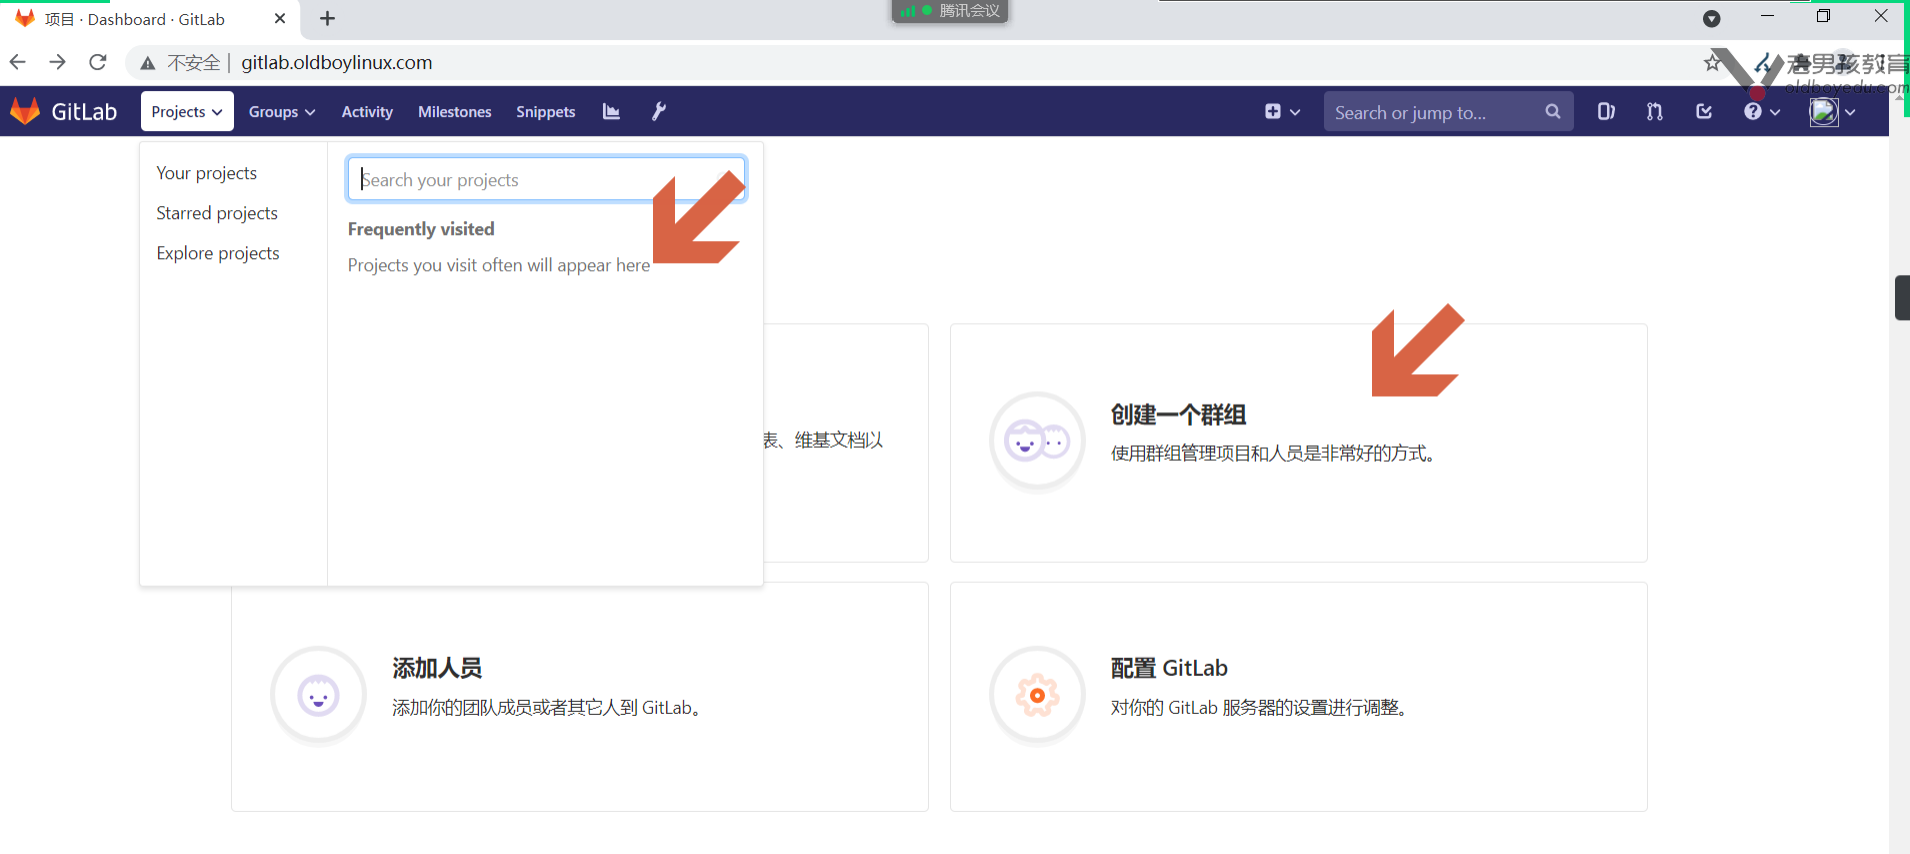 项目 · Dashboard · GitLab
腾讯会议
不安全
gitlab.oldboylinux.com
男孩教育
oldboyedu.com
GitLab
Projects
Groups
Activity
Milestones
Snippets
Search or jump to...
Your projects
Starred projects
Explore projects
Search your projects
Frequently visited
Projects you visit often will appear here
表、维基文档以
创建一个群组
使用群组管理项目和人员是非常好的方式。
添加人员
添加你的团队成员或者其它人到 GitLab。
配置 GitLab
对你的 GitLab 服务器的设置进行调整。